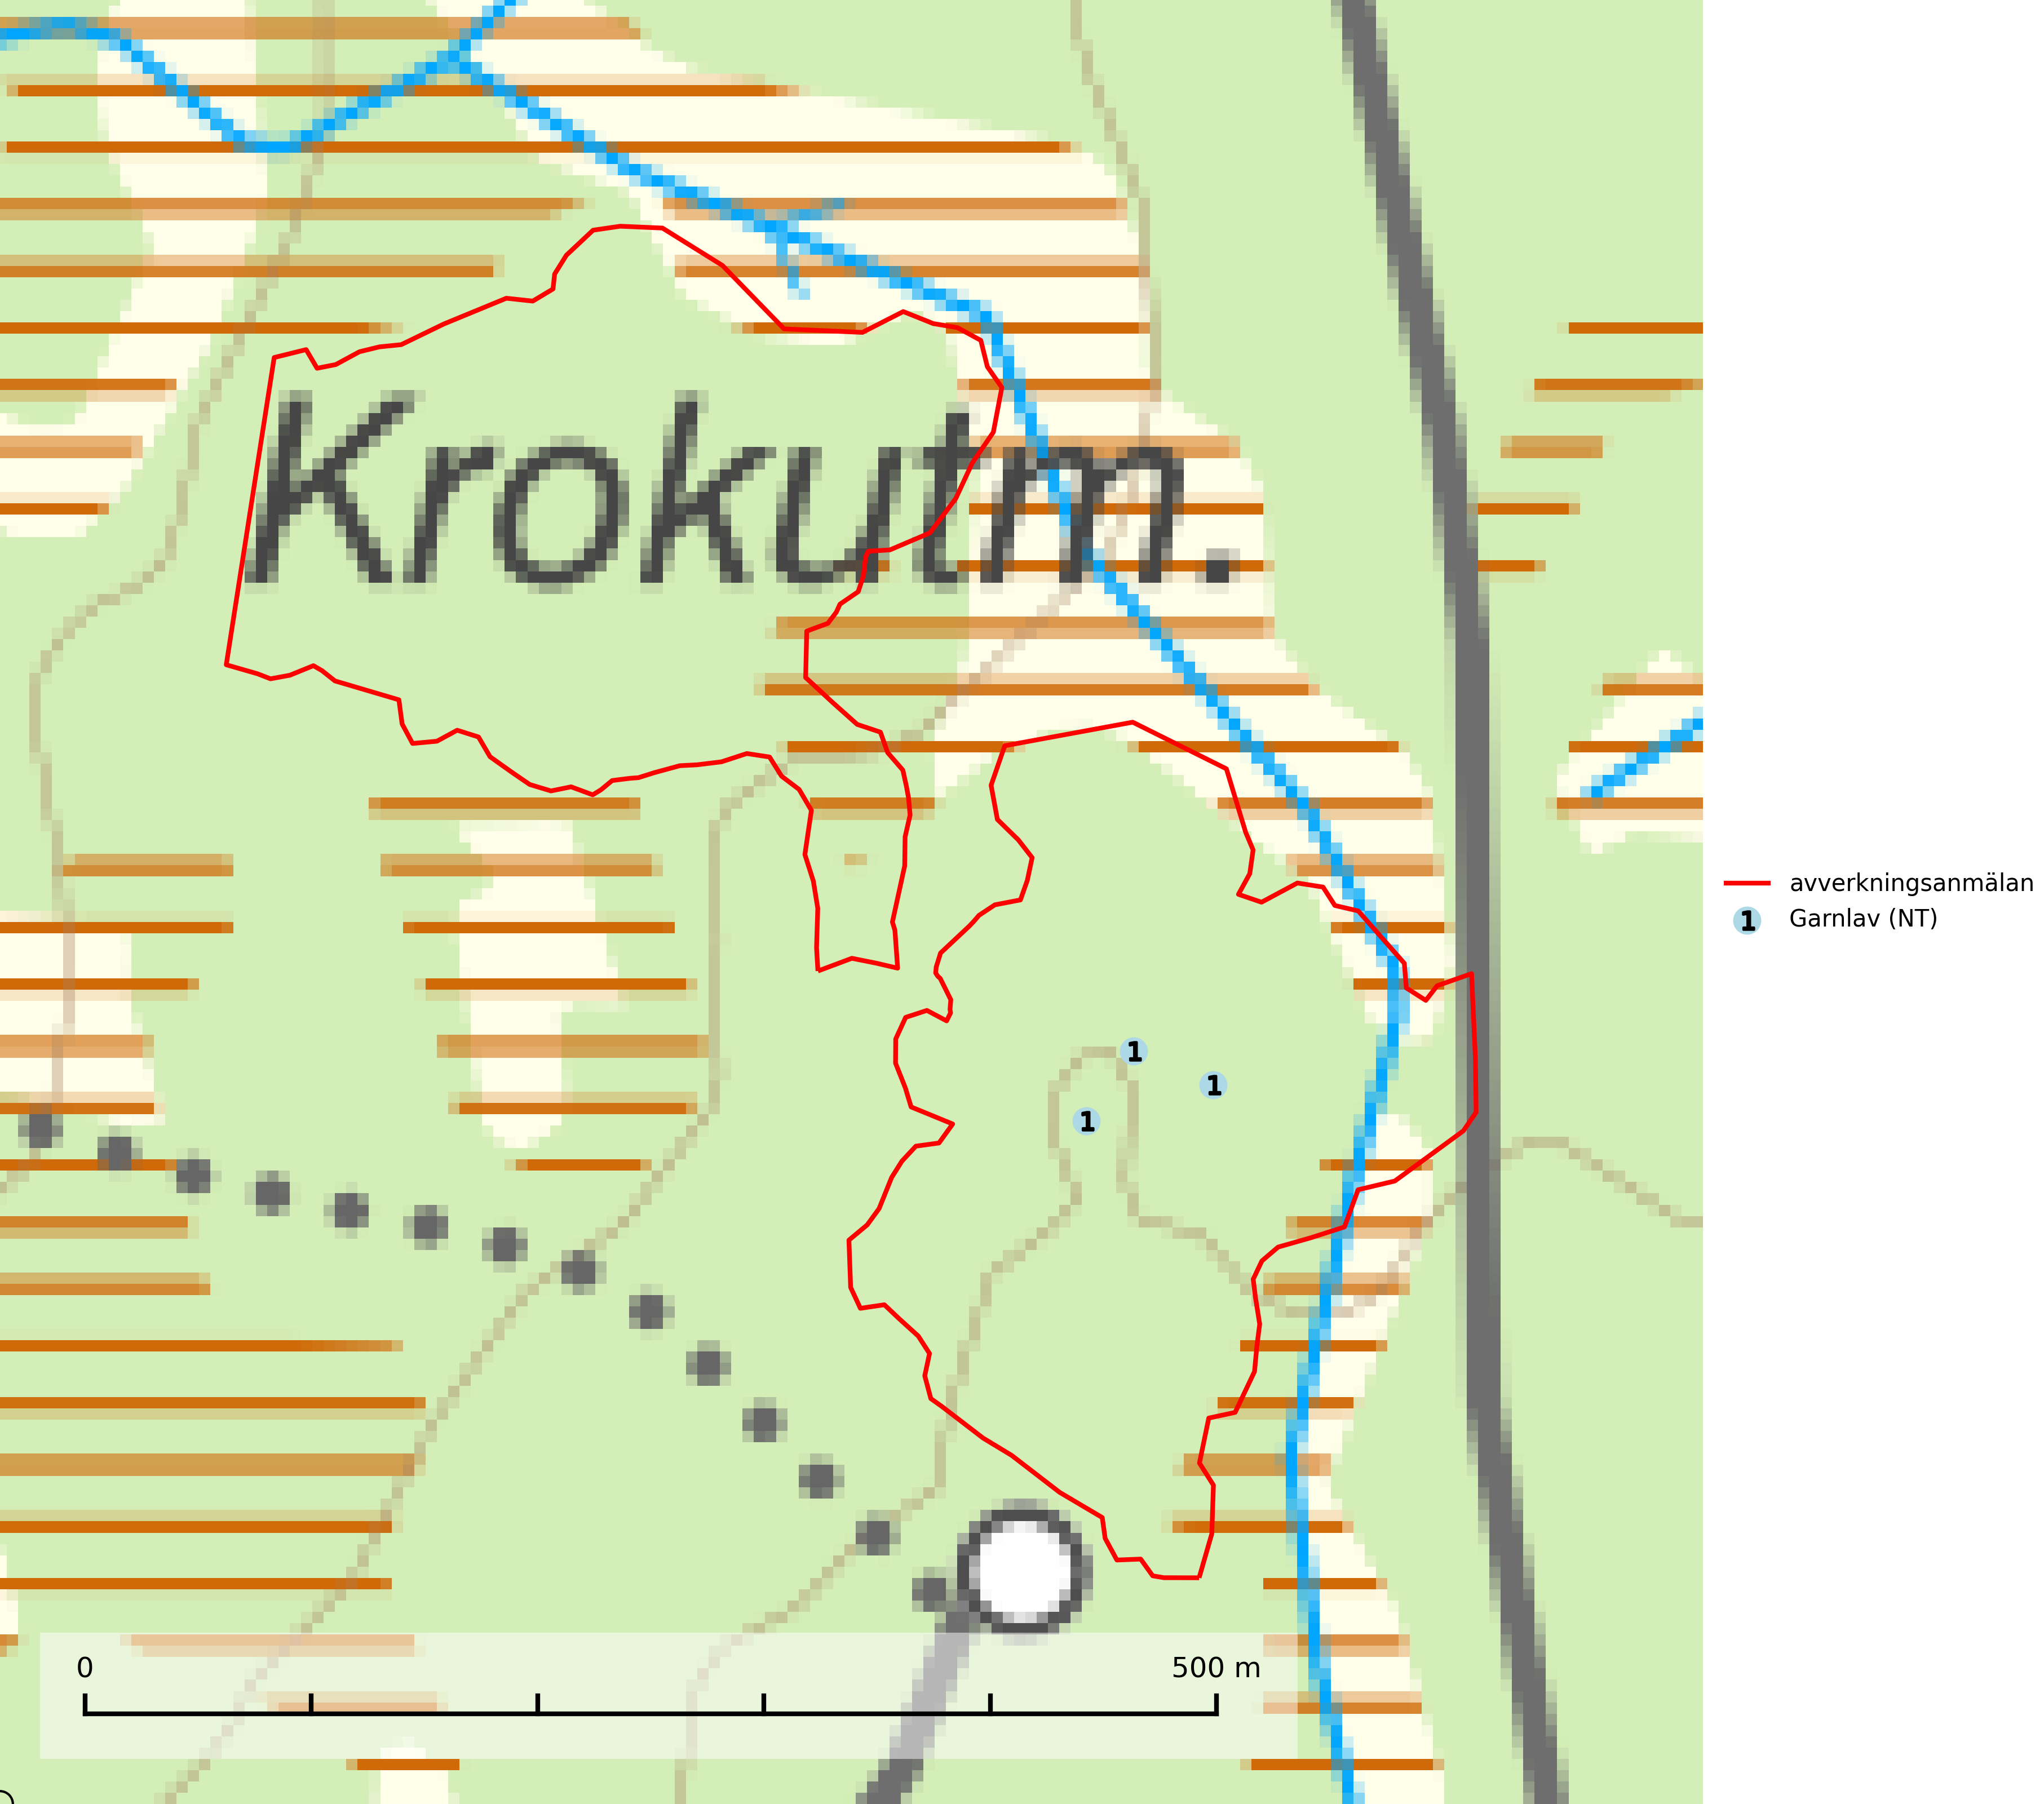 Krokutm.
avverkningsanmälan
1 Garnlav (NT)
1
1
1
0 500 m